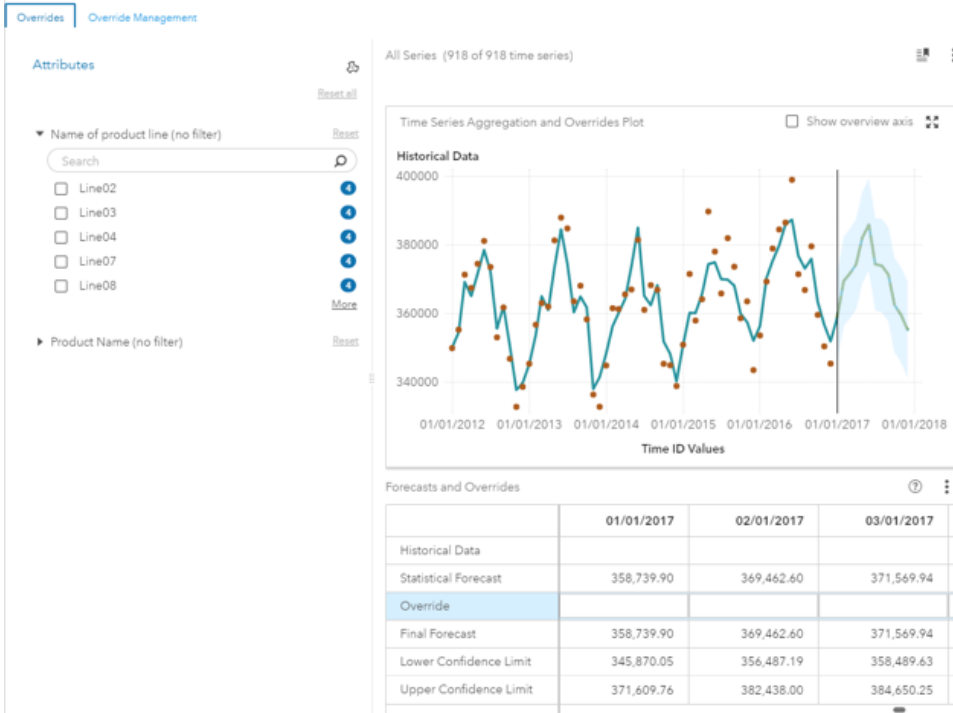 Overrides Override Management
Attributes
Reset all
Name of product line (no filter) Reset
Search
Line02 4
Line03 4
Line04 4
Line07 4
Line08 4
More
Product Name (no filter) Reset
All Series (918 of 918 time series)
Time Series Aggregation and Overrides Plot Show overview axis
Historical Data
400000
380000
360000
340000
01/01/2012 01/01/2013 01/01/2014 01/01/2015 01/01/2016 01/01/2017 01/01/2018
Time ID Values
Forecasts and Overrides ?
01/01/2017 02/01/2017 03/01/2017
Historical Data
Statistical Forecast 358,739.90 369,462.60 371,569.94
Override
Final Forecast 358,739.90 369,462.60 371,569.94
Lower Confidence Limit 345,870.05 356,487.19 358,489.63
Upper Confidence Limit 371,609.76 382,438.00 384,650.25